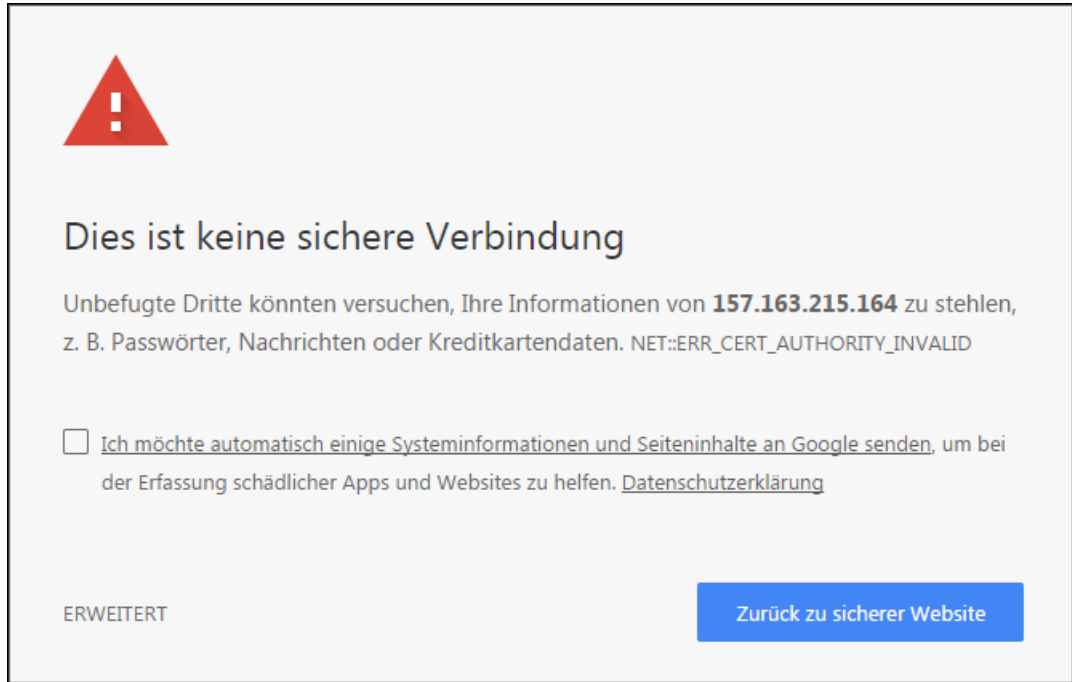 Dies ist keine sichere Verbindung
Unbefugte Dritte könnten versuchen, Ihre Informationen von 157.163.215.164 zu stehlen,
z. B. Passwörter, Nachrichten oder Kreditkartendaten. NET::ERR_CERT_AUTHORITY_INVALID
Ich möchte automatisch einige Systeminformationen und Seiteninhalte an Google senden, um bei
der Erfassung schädlicher Apps und Websites zu helfen. Datenschutzerklärung
ERWEITERT
Zurück zu sicherer Website